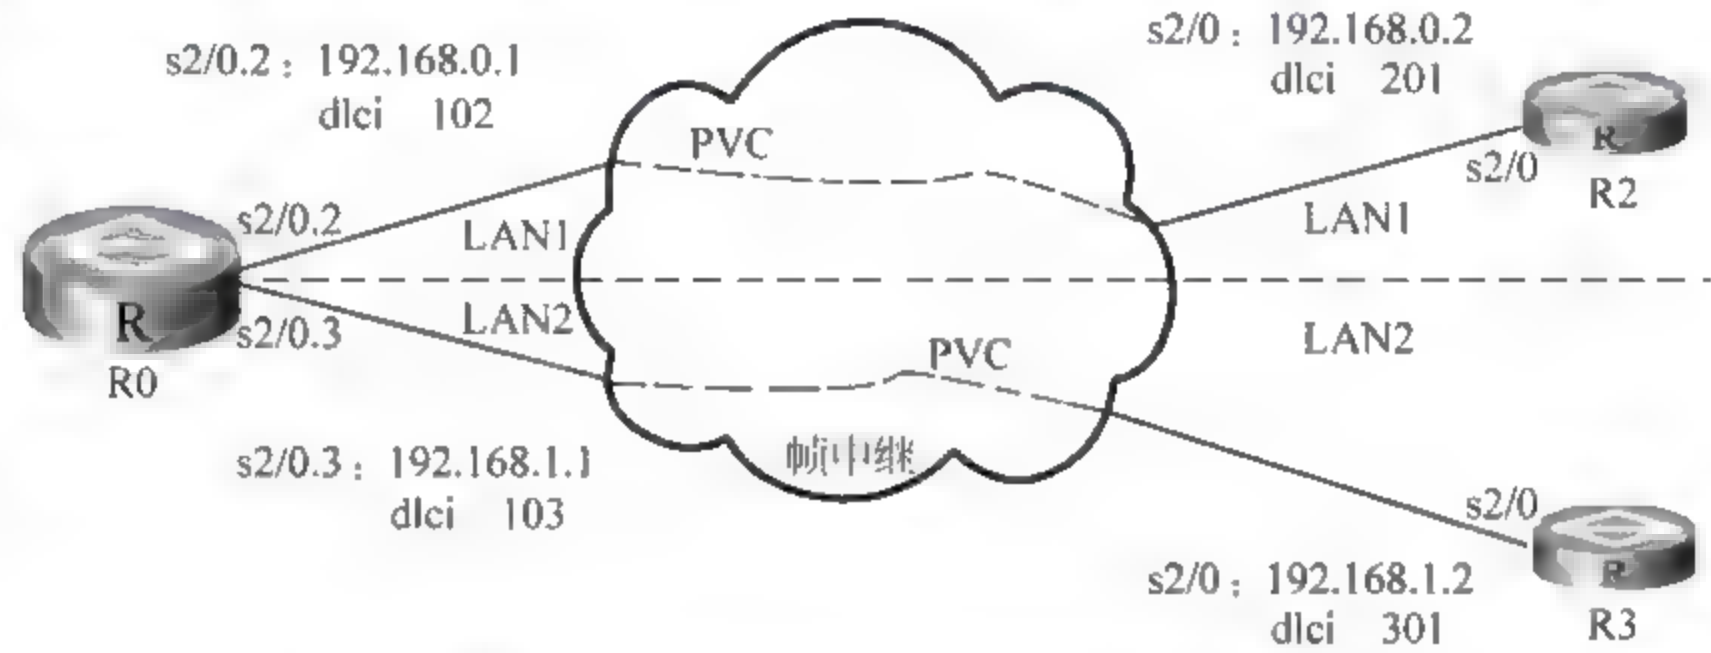 s2/0.2：192.168.0.1
dlci 102
s2/0：192.168.0.2
dlci 201
PVC
s2/0
R
R2
s2/0.2
LAN1
LAN1
R
R0
s2/0.3
LAN2
LAN2
PVC
s2/0.3：192.168.1.1
dlci 103
帧中继
s2/0
R
R3
s2/0：192.168.1.2
dlci 301